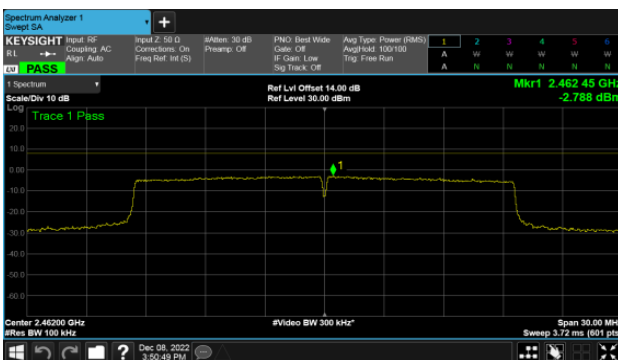 Spectrum Analyzer 1
Swept SA
KEYSIGHT
RL
PASS
Input: RF
Coupling: AC
Align: Auto
Input Z: 50 Ω
Corrections: On
Freq Ref: Int (S)
#Atten: 30 dB
Preamp: Off
PNO: Best Wide
Gate: Off
IF Gain: Low
Sig Track: Off
Avg Type: Power (RMS)
Avg|Hold: 100/100
Trig: Free Run
1 2 3 4 5 6
A W W W W W
A N N N N N
1 Spectrum
Scale/Div 10 dB
Ref Lvl Offset 14.00 dB
Ref Level 30.00 dBm
Mkr1 2.462 45 GHz
-2.788 dBm
Log
Trace 1 Pass
20.0
10.0
0.00
1
-10.0
-20.0
-30.0
-40.0
-50.0
-60.0
Center 2.46200 GHz
#Res BW 100 kHz
#Video BW 300 kHz*
Span 30.00 MH
Sweep 3.72 ms (601 pts
Dec 08, 2022
3:50:49 PM